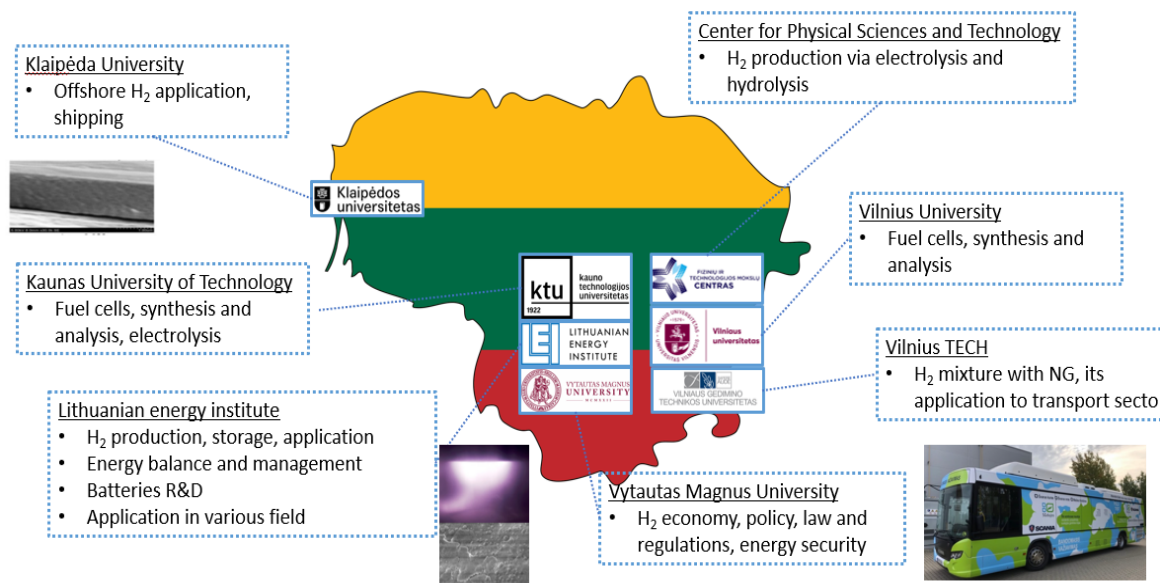 Center for Physical Sciences and Technology
• H₂ production via electrolysis and
hydrolysis
Klaipėda University
• Offshore H₂ application,
shipping
Klaipėdos
universitetas
Vilnius University
• Fuel cells, synthesis and
analysis
Kaunas University of Technology
• Fuel cells, synthesis and
analysis, electrolysis
ktu
1922
kauno
technologijos
universitetas
FIZINIŲ IR
TECHNOLOGIJOS MOKSLŲ
CENTRAS
LEI
LITHUANIAN
ENERGY
INSTITUTE
Vilniaus
universitetas
VYTAUTAS MAGNUS
UNIVERSITY
MCMXXII
VILNIAUS GEDIMINO
TECHNIKOS UNIVERSITETAS
Vilnius TECH
• H₂ mixture with NG, its
application to transport secto
Lithuanian energy institute
• H₂ production, storage, application
• Energy balance and management
• Batteries R&D
• Application in various field
Vytautas Magnus University
• H₂ economy, policy, law and
regulations, energy security
SCANIA